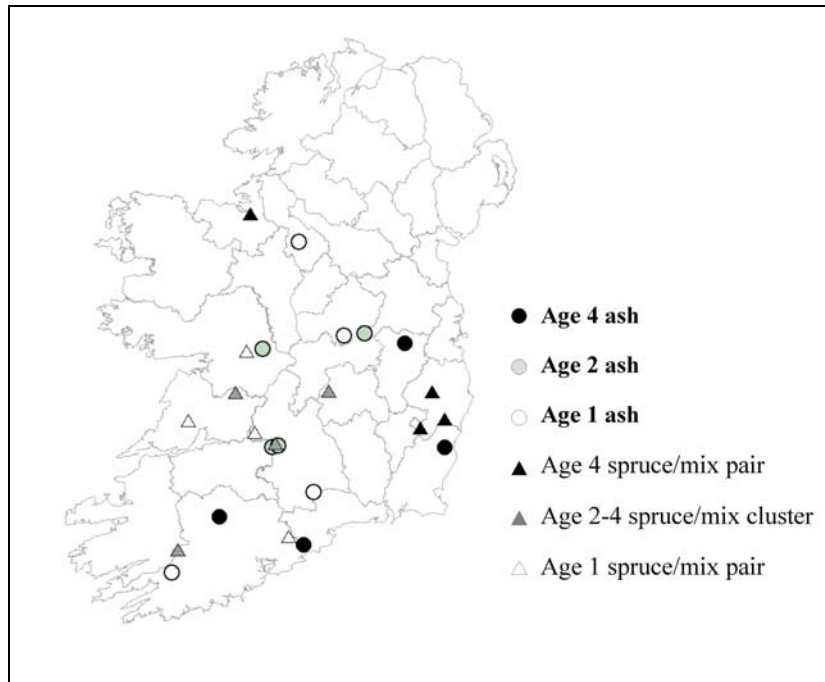 Age 4 ash
Age 2 ash
Age 1 ash
Age 4 spruce/mix pair
Age 2-4 spruce/mix cluster
Age 1 spruce/mix pair